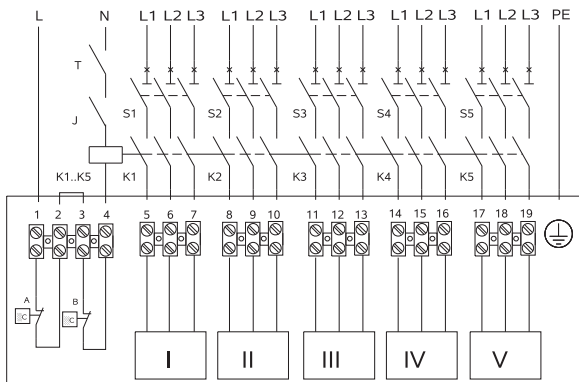 L N L1 L2 L3 L1 L2 L3 L1 L2 L3 L1 L2 L3 L1 L2 L3 PE
T
S1 S2 S3 S4 S5
J
K1..K5 K1 K2 K3 K4 K5
1 2 3 4 5 6 7 8 9 10 11 12 13 14 15 16 17 18 19
A B
C C
I II III IV V